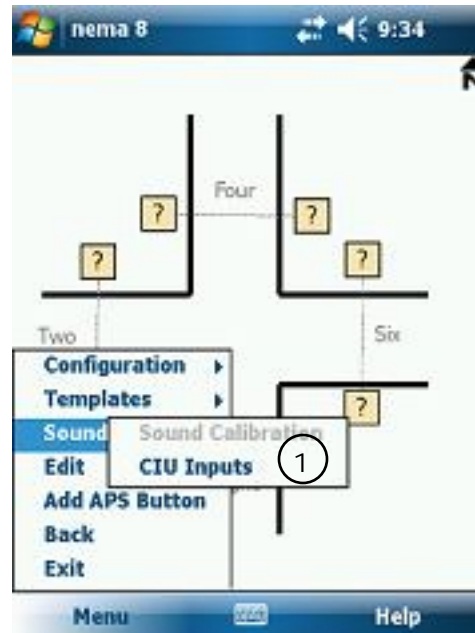 nema 8 9:34
Four
? ?
? ?
Two Six
Configuration
Templates
?
Sound Sound Calibration
Edit CIU Inputs 1
Add APS Button
Back
Exit
Menu Help